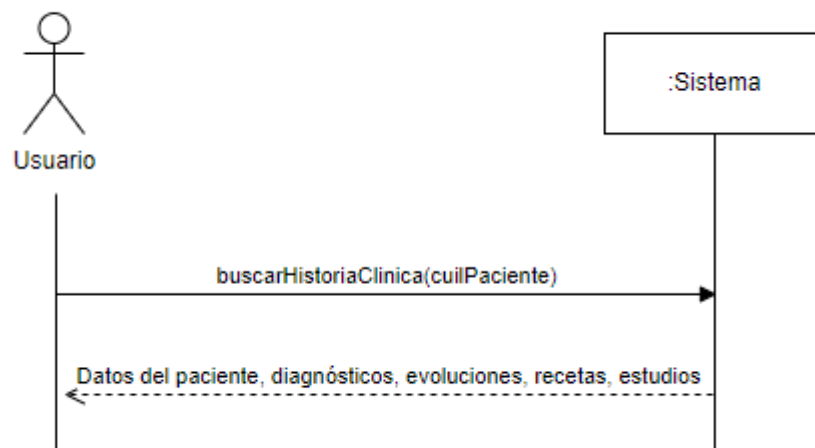 :Sistema
Usuario
buscarHistoriaClinica(cuilPaciente)
Datos del paciente, diagnósticos, evoluciones, recetas, estudios